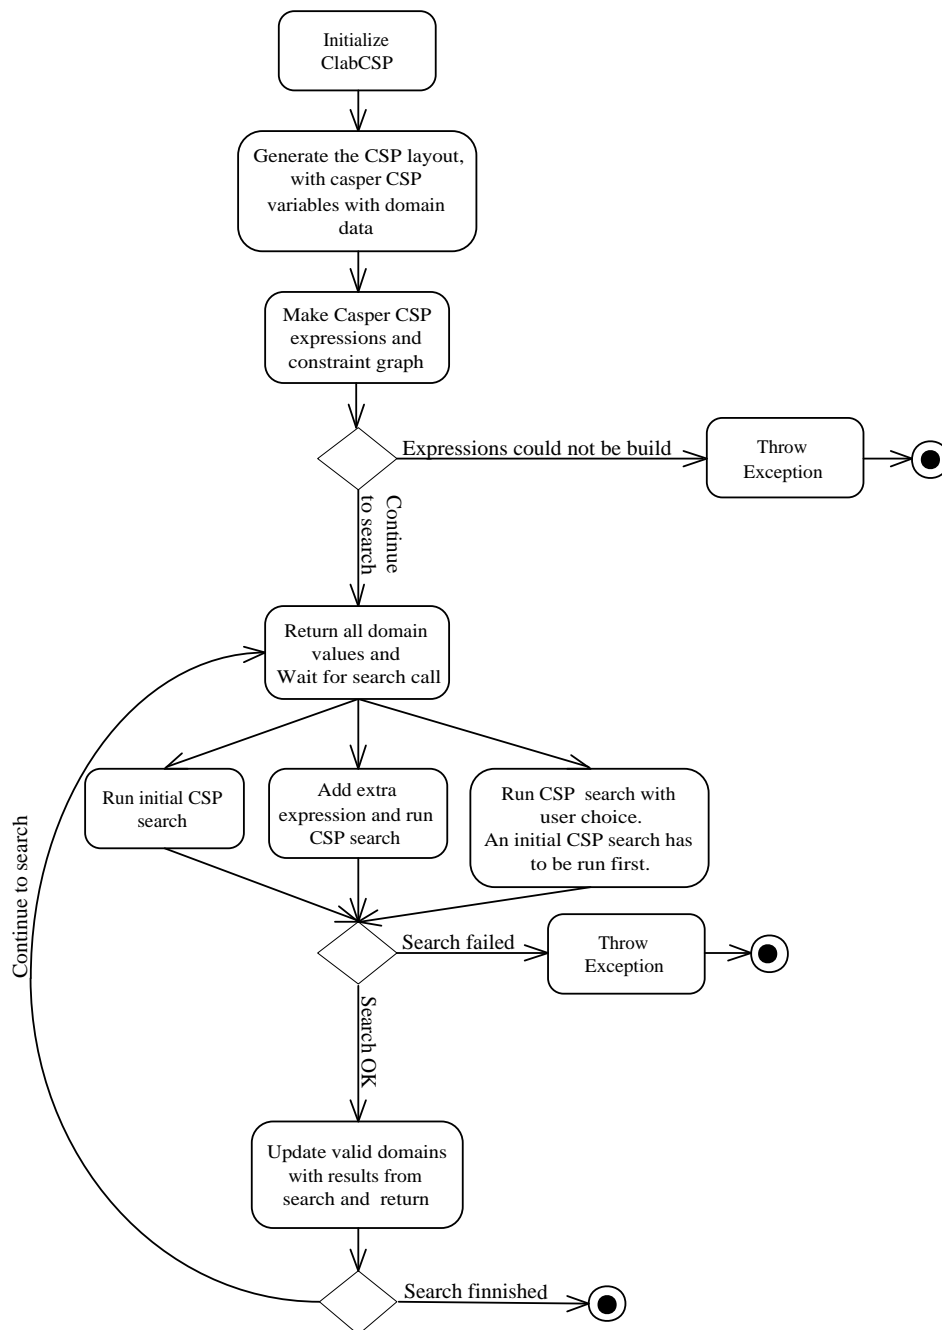 Initialize
ClabCSP
Generate the CSP layout,
with casper CSP
variables with domain
data
Make Casper CSP
expressions and
constraint graph
Expressions could not be build
Throw
Exception
Continue
to search
Return all domain
values and
Wait for search call
Run initial CSP
search
Add extra
expression and run
CSP search
Run CSP search with
user choice.
An initial CSP search has
to be run first.
Continue to search
Search failed
Throw
Exception
Search OK
Update valid domains
with results from
search and return
Search finnished